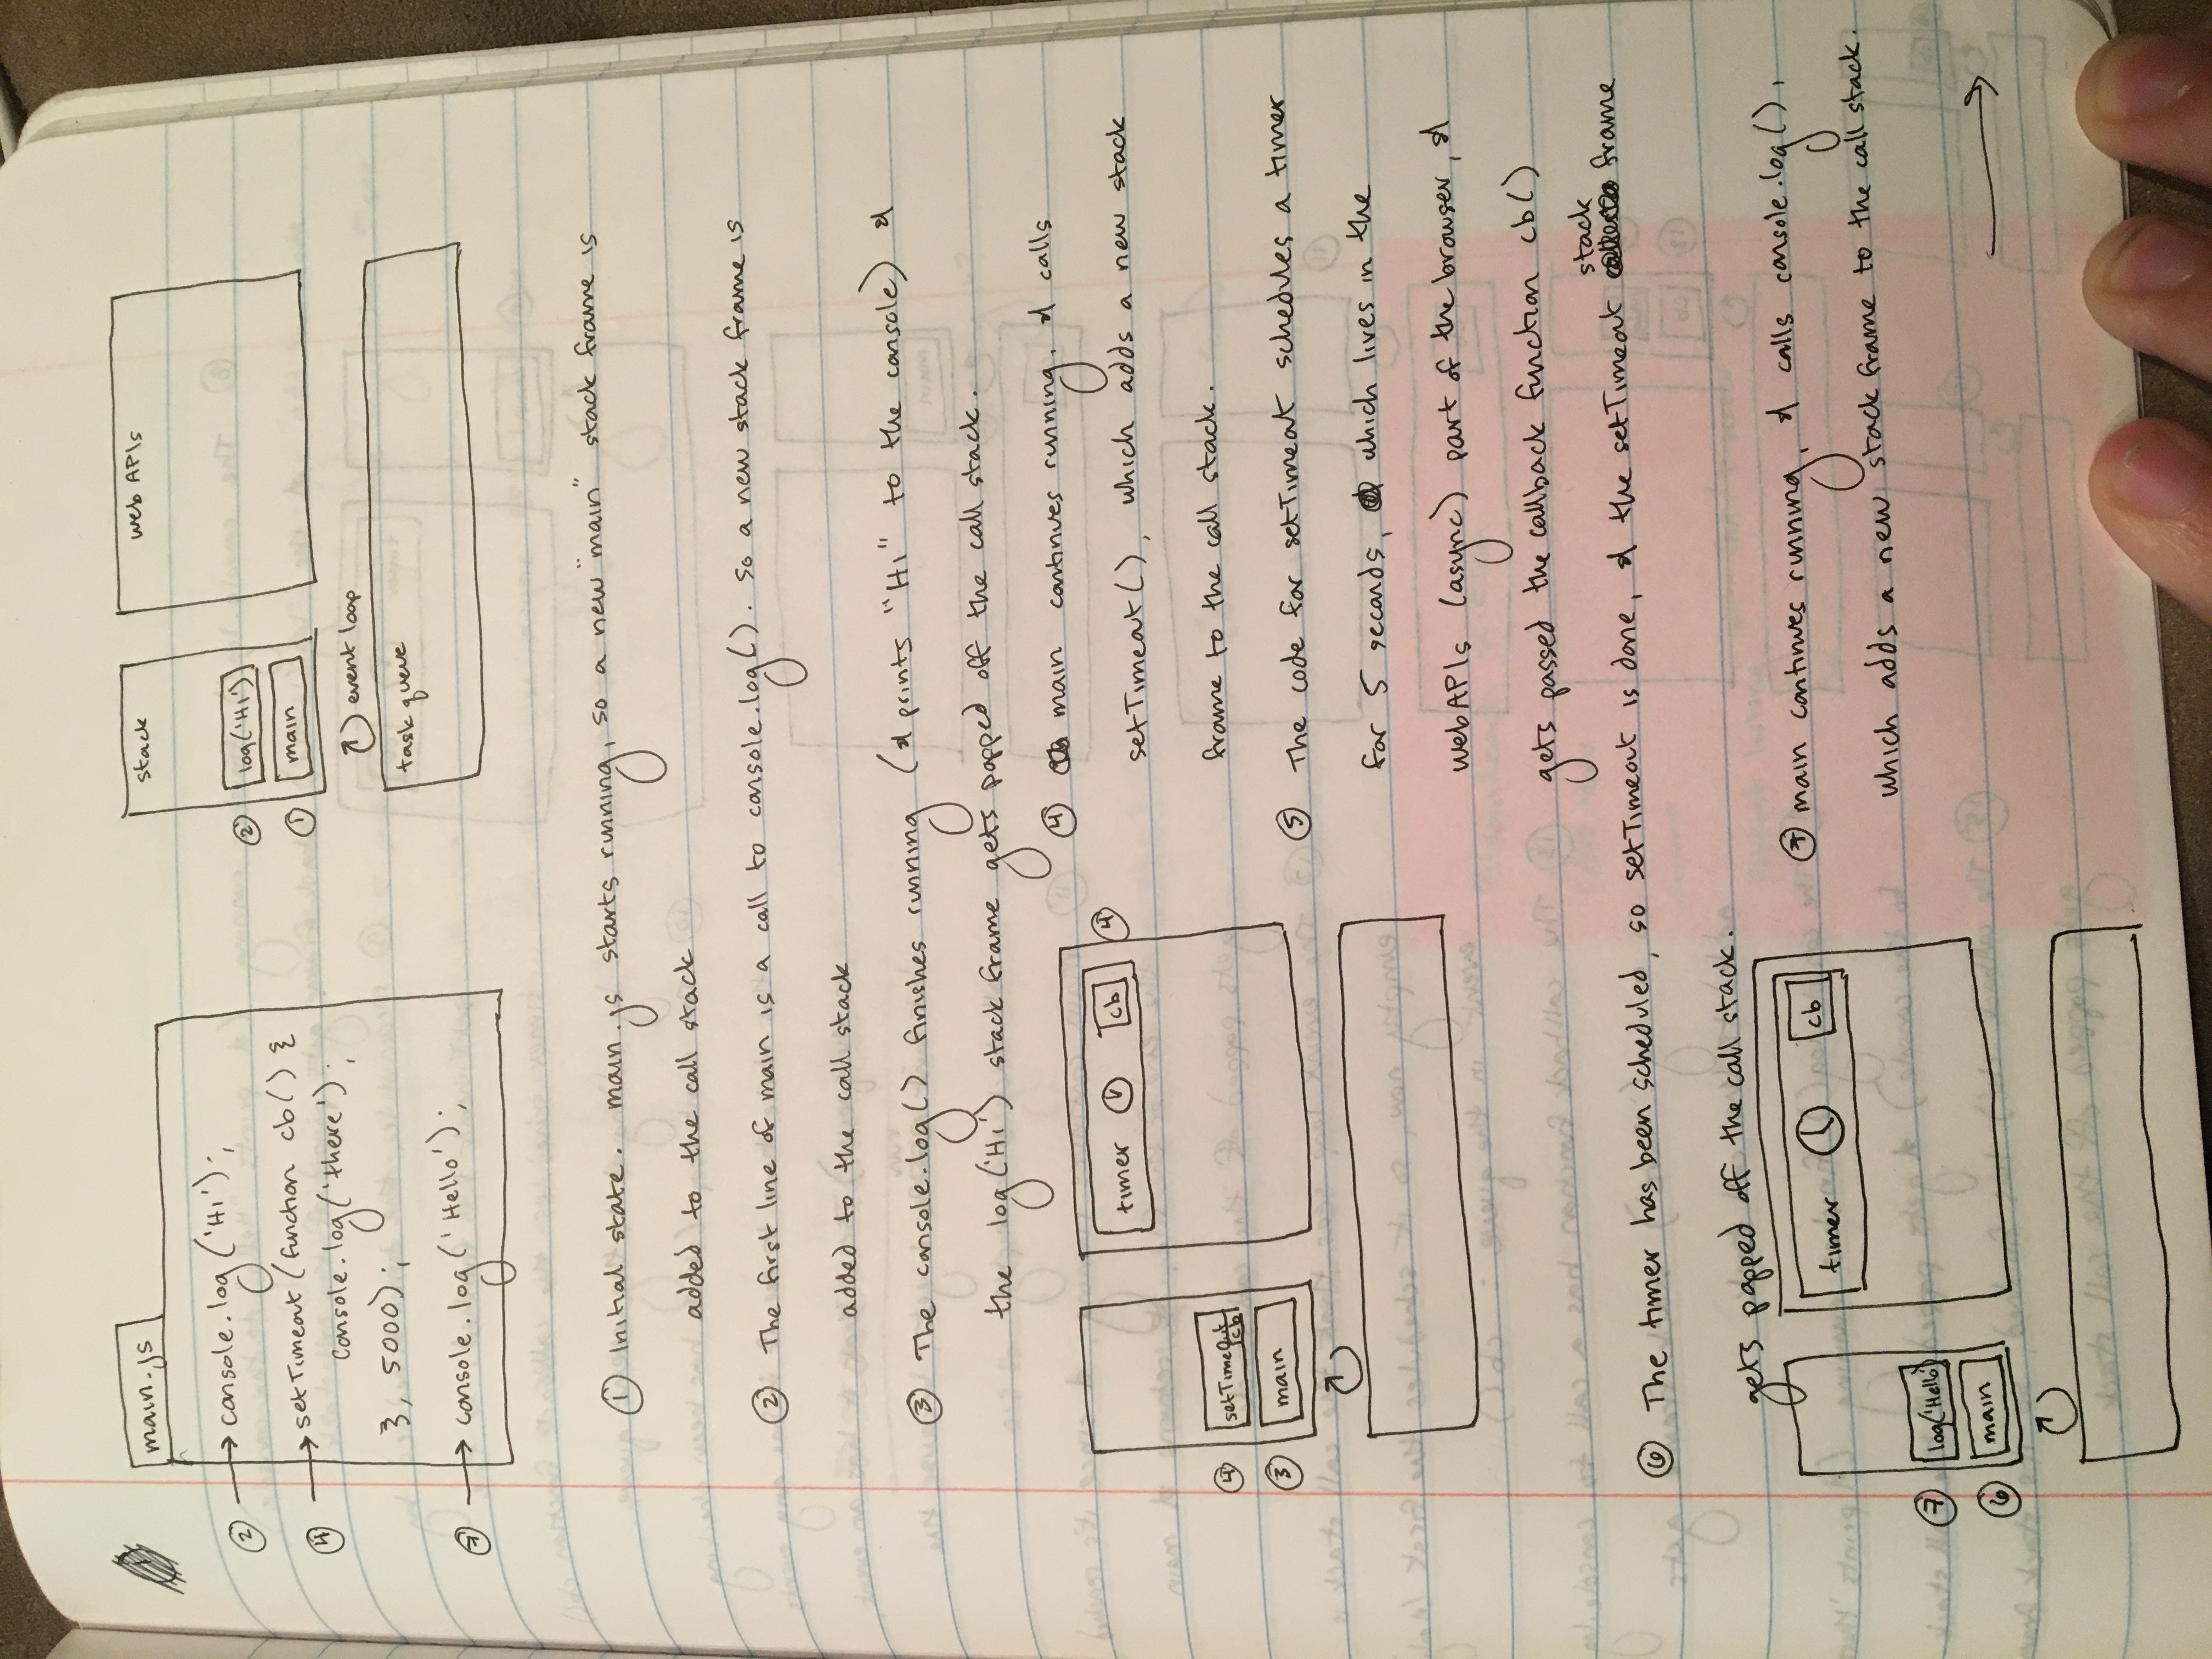 main.js
② console.log('Hi');
④ setTimeout(function cb() {
console.log('there');
}, 5000);
⑦ console.log('Hello');
stack
web APIs
② log('Hi')
① main
event loop
task queue
① Initial state. main.js starts running, so a new "main" stack frame is
added to the call stack
② The first line of main is a call to console.log(). So a new stack frame is
added to the call stack
③ The console.log() finishes running (& prints "Hi" to the console) &
the log('Hi') stack frame gets popped off the call stack.
timer cb ④
④ setTimeout cb
③ main
④ main continues running, & calls
setTimeout(), which adds a new stack
frame to the call stack.
⑤ The code for setTimeout schedules a timer
for 5 seconds, which lives in the
webAPIs (async) part of the browser, &
gets passed the callback function cb()
⑥ The timer has been scheduled, so setTimeout is done, & the setTimeout stack frame
gets popped off the call stack.
timer cb
⑦ log('Hello')
⑥ main
⑦ main continues running, & calls console.log(),
which adds a new stack frame to the call stack.